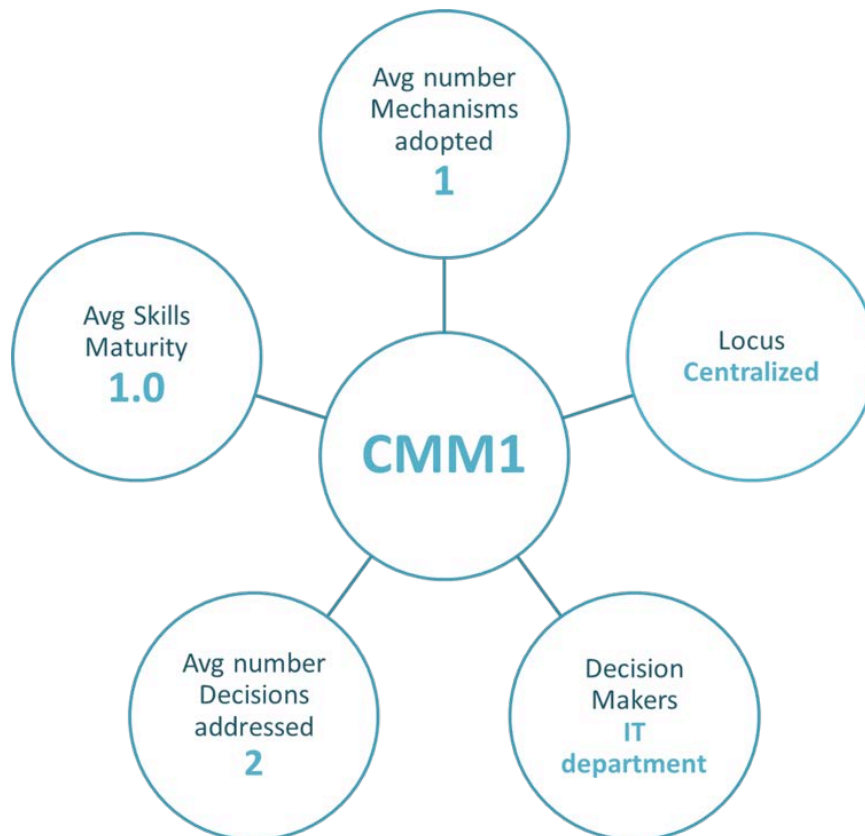 Avg number
Mechanisms
adopted
1
Avg Skills
Maturity
1.0
Locus
Centralized
CMM1
Avg number
Decisions
addressed
2
Decision
Makers
IT
department